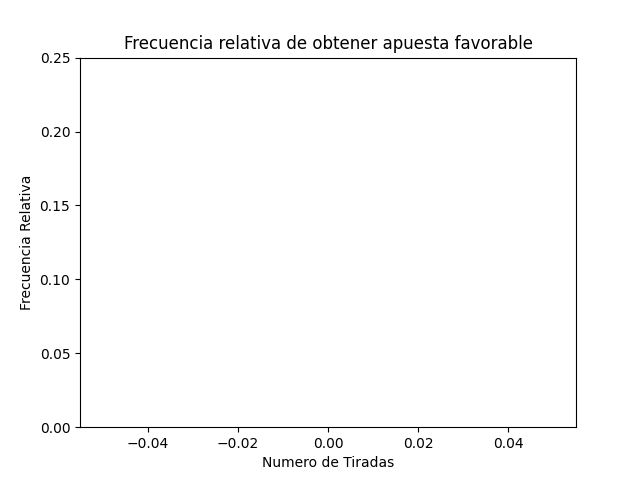 Frecuencia relativa de obtener apuesta favorable
0.25
0.20
0.15
0.10
0.05
0.00
Frecuencia Relativa
−0.04 −0.02 0.00 0.02 0.04
Numero de Tiradas